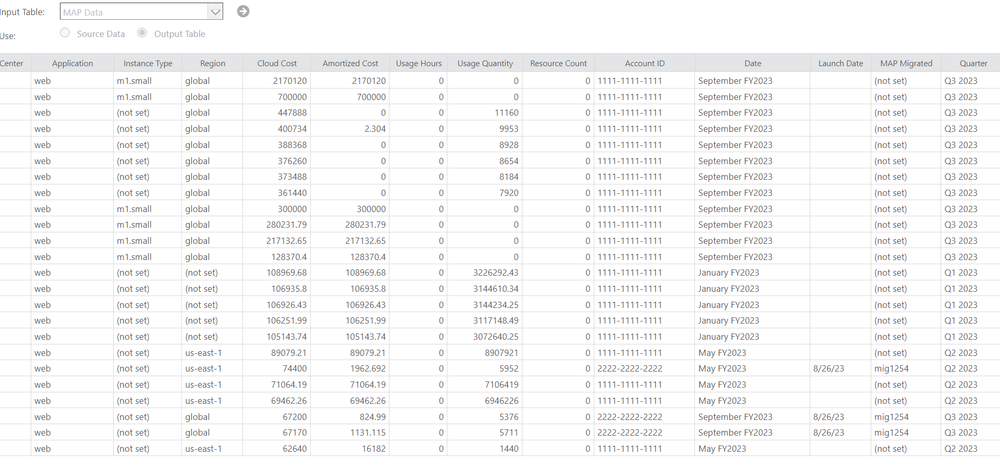 Input Table: MAP Data
Use: Source Data Output Table
Center Application Instance Type Region Cloud Cost Amortized Cost Usage Hours Usage Quantity Resource Count Account ID Date Launch Date MAP Migrated Quarter
web m1.small global 2170120 2170120 0 0 0 1111-1111-1111 September FY2023 (not set) Q3 2023
web m1.small global 700000 700000 0 0 0 1111-1111-1111 September FY2023 (not set) Q3 2023
web (not set) global 447888 0 0 11160 0 1111-1111-1111 September FY2023 (not set) Q3 2023
web (not set) global 400734 2.304 0 9953 0 1111-1111-1111 September FY2023 (not set) Q3 2023
web (not set) global 388368 0 0 8928 0 1111-1111-1111 September FY2023 (not set) Q3 2023
web (not set) global 376260 0 0 8654 0 1111-1111-1111 September FY2023 (not set) Q3 2023
web (not set) global 373488 0 0 8184 0 1111-1111-1111 September FY2023 (not set) Q3 2023
web (not set) global 361440 0 0 7920 0 1111-1111-1111 September FY2023 (not set) Q3 2023
web m1.small global 300000 300000 0 0 0 1111-1111-1111 September FY2023 (not set) Q3 2023
web m1.small global 280231.79 280231.79 0 0 0 1111-1111-1111 September FY2023 (not set) Q3 2023
web m1.small global 217132.65 217132.65 0 0 0 1111-1111-1111 September FY2023 (not set) Q3 2023
web m1.small global 128370.4 128370.4 0 0 0 1111-1111-1111 September FY2023 (not set) Q3 2023
web (not set) (not set) 108969.68 108969.68 0 3226292.43 0 1111-1111-1111 January FY2023 (not set) Q1 2023
web (not set) (not set) 106935.8 106935.8 0 3144610.34 0 1111-1111-1111 January FY2023 (not set) Q1 2023
web (not set) (not set) 106926.43 106926.43 0 3144234.25 0 1111-1111-1111 January FY2023 (not set) Q1 2023
web (not set) (not set) 106251.99 106251.99 0 3117148.49 0 1111-1111-1111 January FY2023 (not set) Q1 2023
web (not set) (not set) 105143.74 105143.74 0 3072640.25 0 1111-1111-1111 January FY2023 (not set) Q1 2023
web (not set) us-east-1 89079.21 89079.21 0 8907921 0 1111-1111-1111 May FY2023 (not set) Q2 2023
web (not set) us-east-1 74400 1962.692 0 5952 0 2222-2222-2222 May FY2023 8/26/23 mig1254 Q2 2023
web (not set) us-east-1 71064.19 71064.19 0 7106419 0 1111-1111-1111 May FY2023 (not set) Q2 2023
web (not set) us-east-1 69462.26 69462.26 0 6946226 0 1111-1111-1111 May FY2023 (not set) Q2 2023
web (not set) global 67200 824.99 0 5376 0 2222-2222-2222 September FY2023 8/26/23 mig1254 Q3 2023
web (not set) global 67170 1131.115 0 5711 0 2222-2222-2222 September FY2023 8/26/23 mig1254 Q3 2023
web (not set) us-east-1 62640 16182 0 1440 0 1111-1111-1111 May FY2023 (not set) Q2 2023